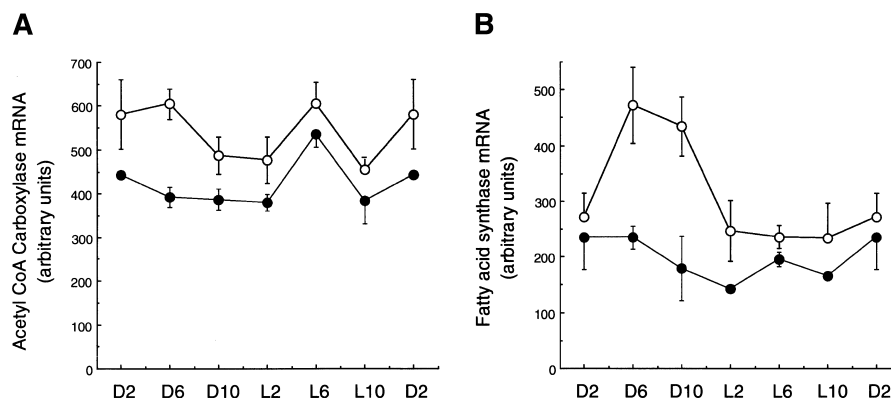 A
Acetyl CoA Carboxylase mRNA
(arbitrary units)
700
600
500
400
300
200
100
0
D2 D6 D10 L2 L6 L10 D2
B
Fatty acid synthase mRNA
(arbitrary units)
500
400
300
200
100
0
D2 D6 D10 L2 L6 L10 D2